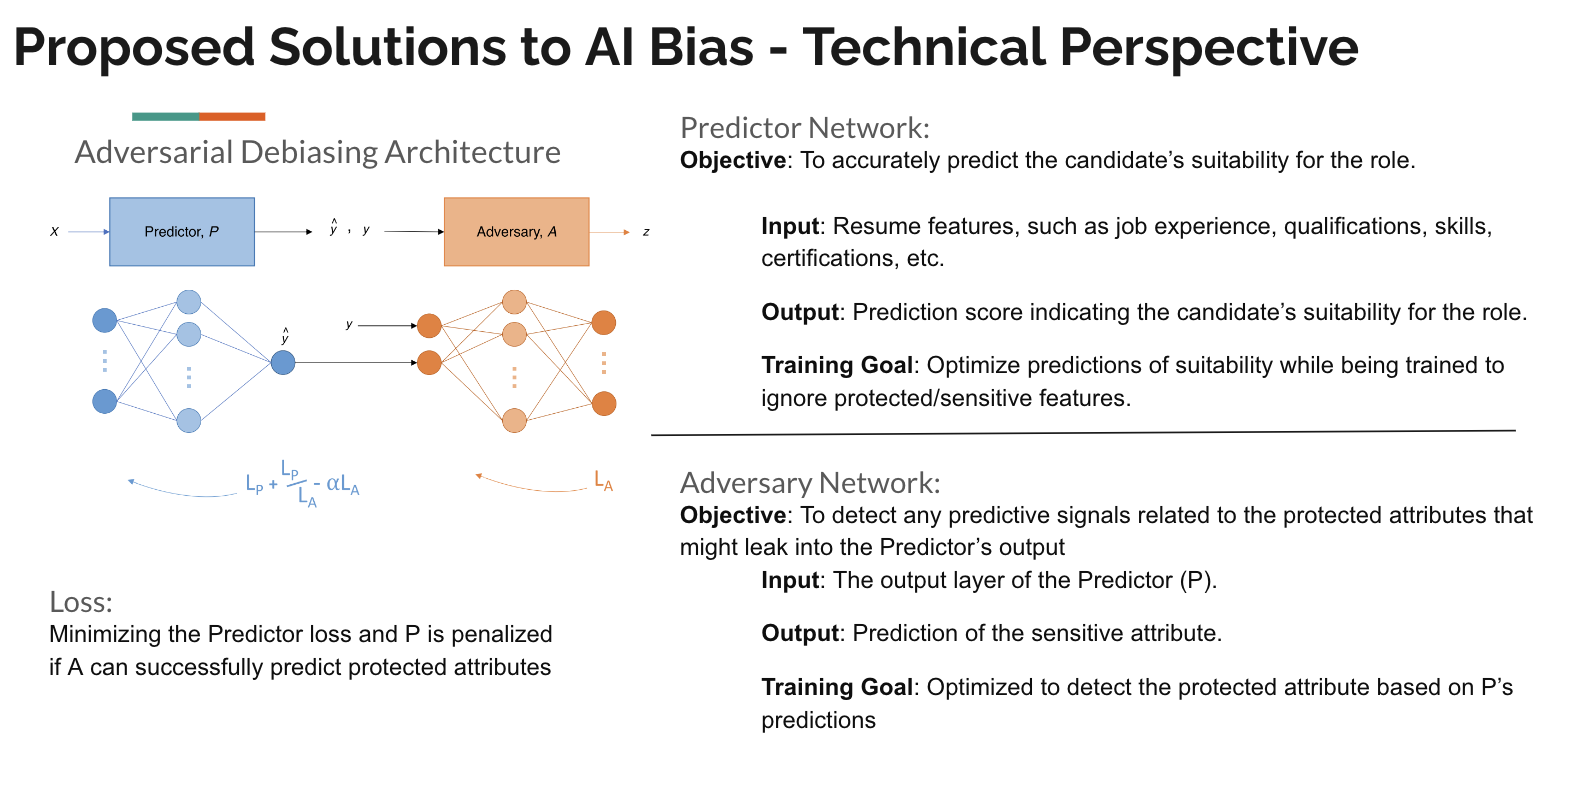 Proposed Solutions to AI Bias - Technical Perspective
Adversarial Debiasing Architecture
X
Predictor, P
ŷ , y
Adversary, A
z
y
ŷ
L_P + L_P/L_A - αL_A
L_A
Loss:
Minimizing the Predictor loss and P is penalized
if A can successfully predict protected attributes
Predictor Network:
Objective: To accurately predict the candidate’s suitability for the role.
Input: Resume features, such as job experience, qualifications, skills,
certifications, etc.
Output: Prediction score indicating the candidate’s suitability for the role.
Training Goal: Optimize predictions of suitability while being trained to
ignore protected/sensitive features.
Adversary Network:
Objective: To detect any predictive signals related to the protected attributes that
might leak into the Predictor’s output
Input: The output layer of the Predictor (P).
Output: Prediction of the sensitive attribute.
Training Goal: Optimized to detect the protected attribute based on P’s
predictions